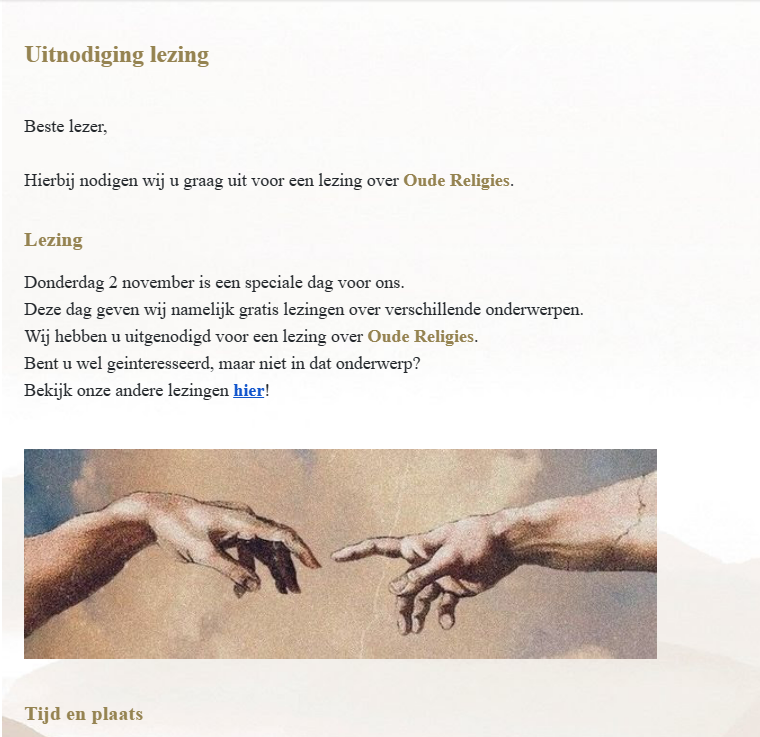 Uitnodiging lezing
Beste lezer,
Hierbij nodigen wij u graag uit voor een lezing over Oude Religies.
Lezing
Donderdag 2 november is een speciale dag voor ons.
Deze dag geven wij namelijk gratis lezingen over verschillende onderwerpen.
Wij hebben u uitgenodigd voor een lezing over Oude Religies.
Bent u wel geinteresseerd, maar niet in dat onderwerp?
Bekijk onze andere lezingen hier!
Tijd en plaats